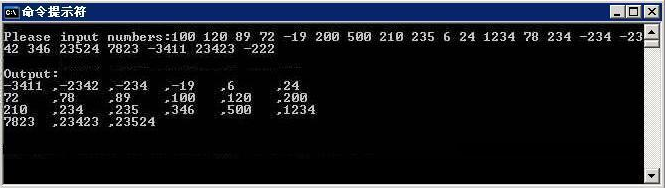 命令提示符
Please input numbers:100 120 89 72 -19 200 500 210 235 6 24 1234 78 234 -234 -23
42 346 23524 7823 -3411 23423 -222
Output:
-3411 ,-2342 ,-234 ,-19 ,6 ,24
72 ,78 ,89 ,100 ,120 ,200
210 ,234 ,235 ,346 ,500 ,1234
7823 ,23423 ,23524